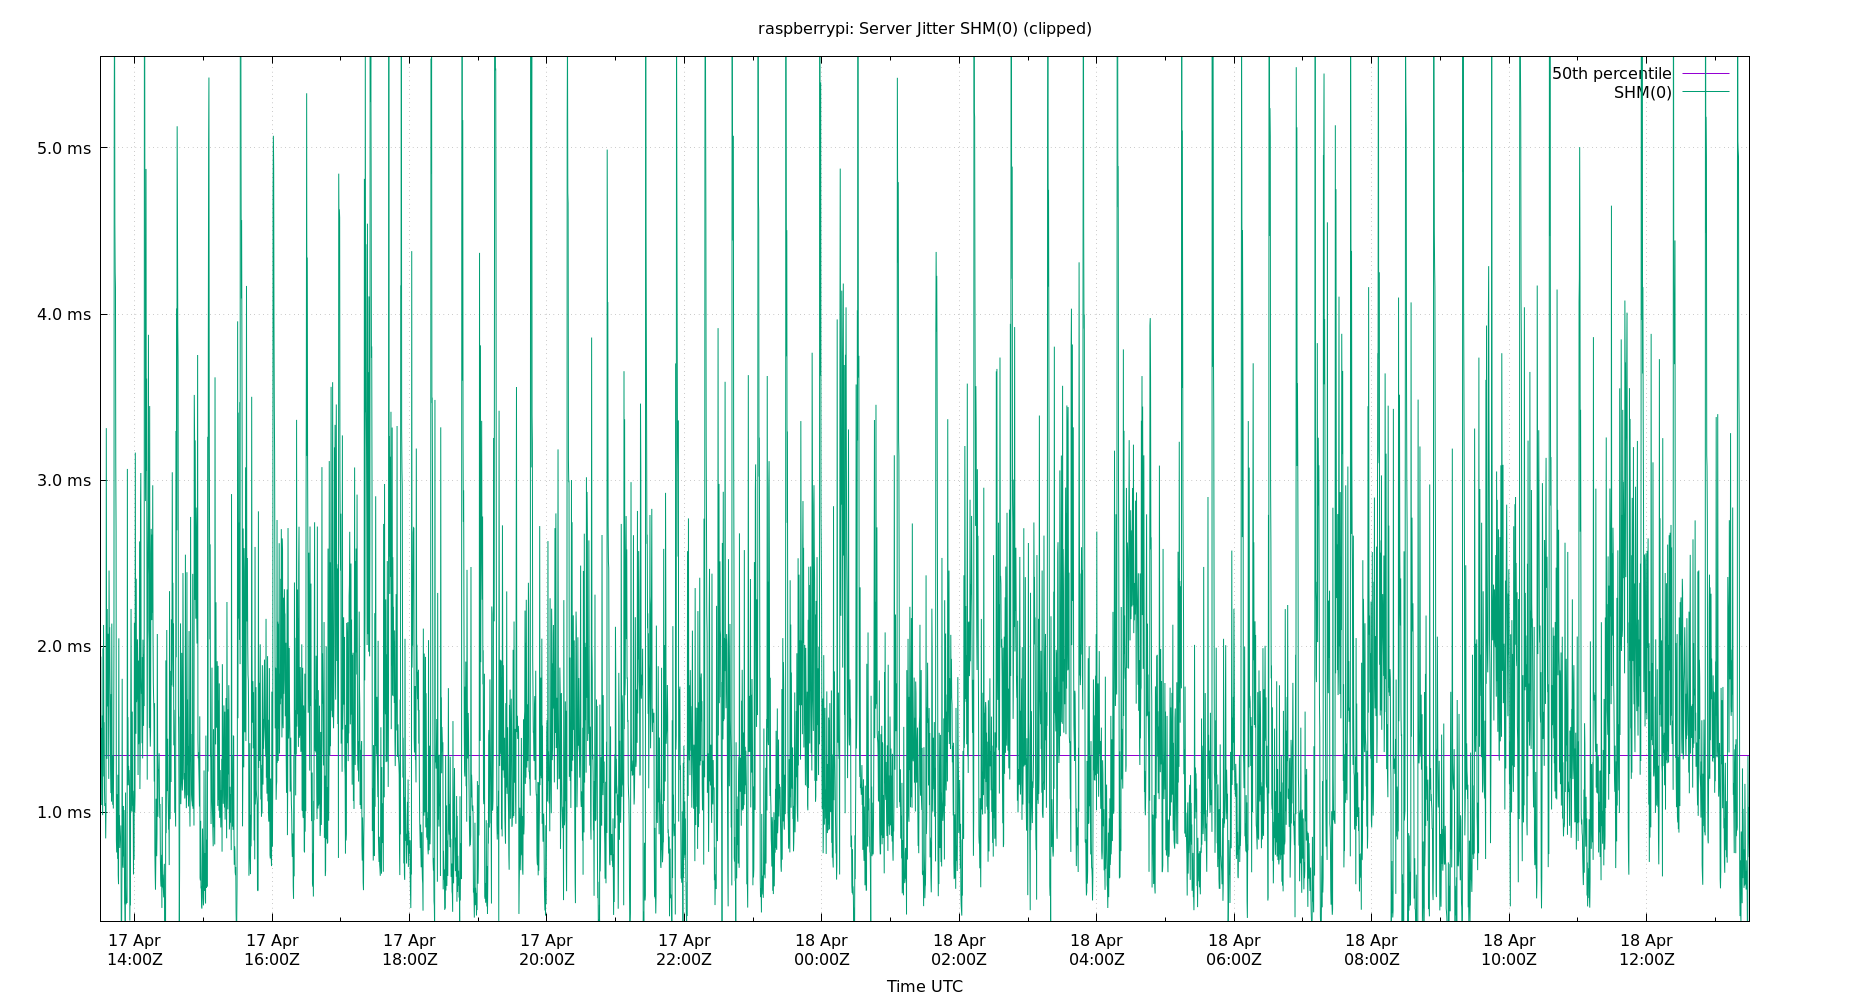 raspberrypi: Server Jitter SHM(0) (clipped)
50th percentile
SHM(0)
5.0 ms
4.0 ms
3.0 ms
2.0 ms
1.0 ms
17 Apr 17 Apr 17 Apr 17 Apr 17 Apr 18 Apr 18 Apr 18 Apr 18 Apr 18 Apr 18 Apr 18 Apr
14:00Z 16:00Z 18:00Z 20:00Z 22:00Z 00:00Z 02:00Z 04:00Z 06:00Z 08:00Z 10:00Z 12:00Z
Time UTC